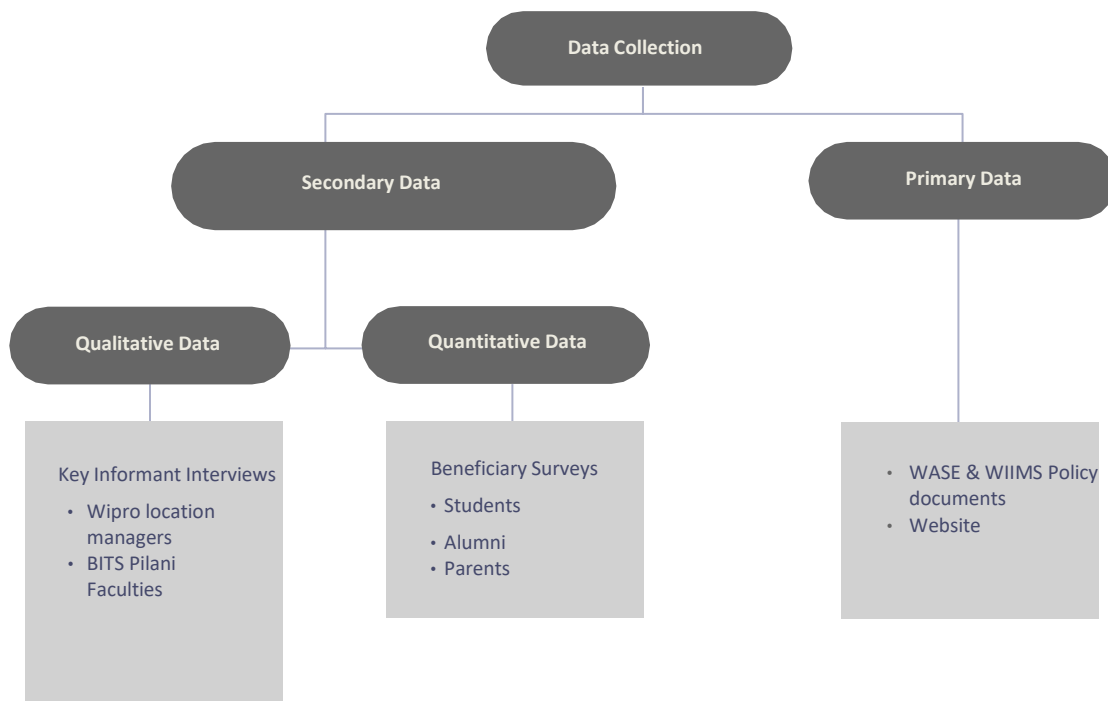 Data Collection
Secondary Data
Primary Data
Qualitative Data
Quantitative Data
Key Informant Interviews
• Wipro location
managers
• BITS Pilani
Faculties
Beneficiary Surveys
• Students
• Alumni
• Parents
• WASE & WIIMS Policy
documents
• Website